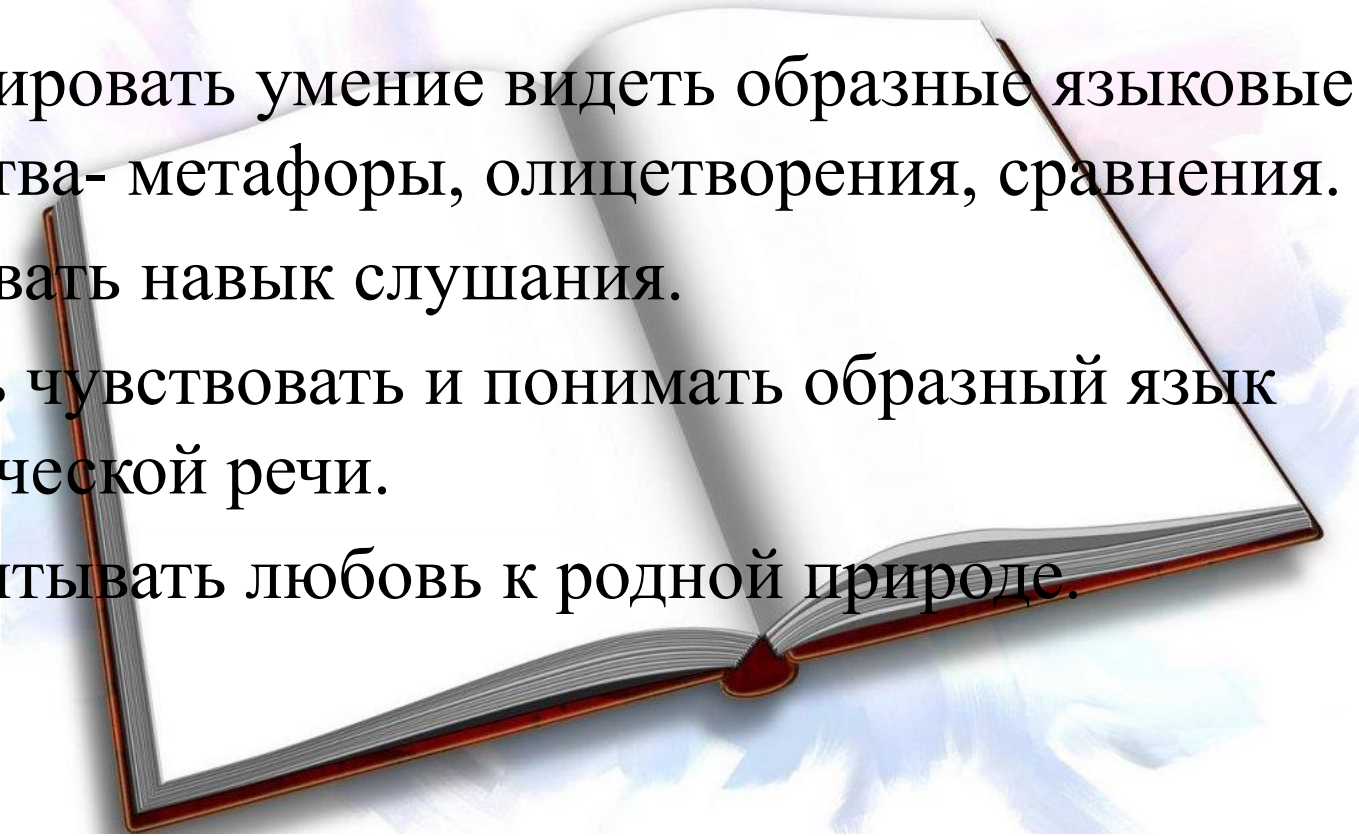 ировать умение видеть образные языковые
тва- метафоры, олицетворения, сравнения.
вать навык слушания.
ь чувствовать и понимать образный язык
ческой речи.
итывать любовь к родной природе.